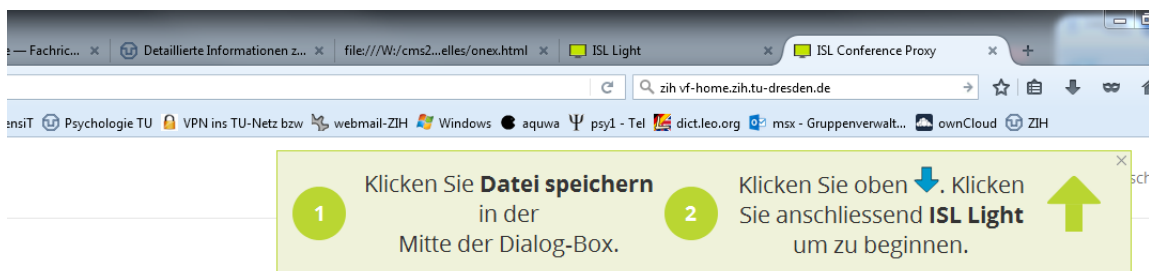 e — Fachric... × Detaillierte Informationen z... × file:///W:/cms2...elles/onex.html × ISL Light × ISL Conference Proxy × +
zih vf-home.zih.tu-dresden.de
ensiT Psychologie TU VPN ins TU-Netz bzw webmail-ZIH Windows aquwa psy1 - Tel dict.leo.org msx - Gruppenverwalt... ownCloud ZIH
Klicken Sie Datei speichern
in der
Mitte der Dialog-Box.
1
Klicken Sie oben . Klicken
Sie anschliessend ISL Light
um zu beginnen.
2
sch